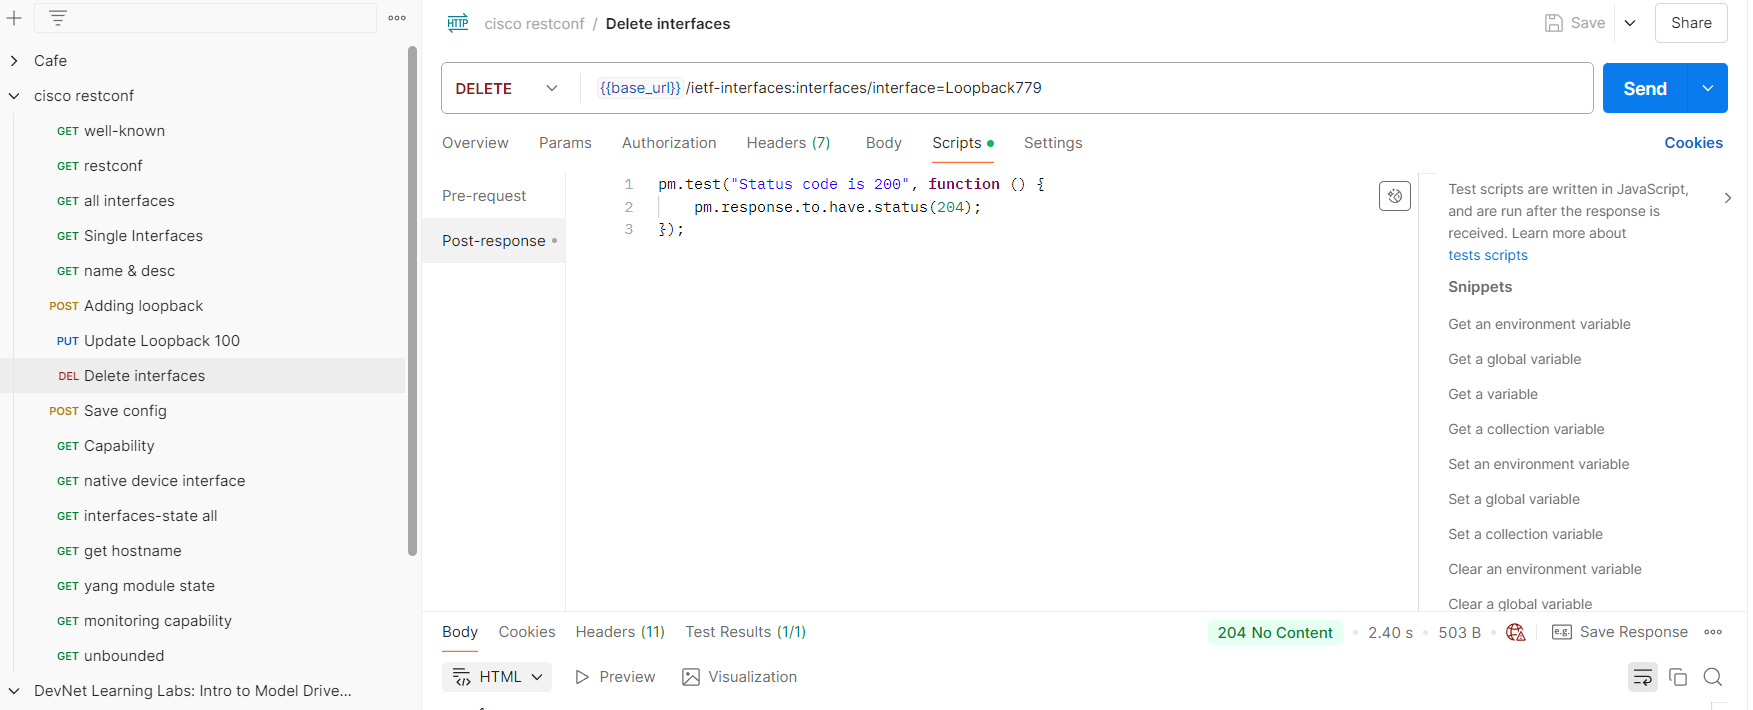 Cafe
cisco restconf
GET well-known
GET restconf
GET all interfaces
GET Single Interfaces
GET name & desc
POST Adding loopback
PUT Update Loopback 100
DEL Delete interfaces
POST Save config
GET Capability
GET native device interface
GET interfaces-state all
GET get hostname
GET yang module state
GET monitoring capability
GET unbounded
DevNet Learning Labs: Intro to Model Drive...
HTTP cisco restconf / Delete interfaces
Save
Share
DELETE {{base_url}}/ietf-interfaces:interfaces/interface=Loopback779
Send
Overview Params Authorization Headers (7) Body Scripts Settings
Cookies
Pre-request
Post-response
1 pm.test("Status code is 200", function () {
2 pm.response.to.have.status(204);
3 });
Test scripts are written in JavaScript,
and are run after the response is
received. Learn more about
tests scripts
Snippets
Get an environment variable
Get a global variable
Get a variable
Get a collection variable
Set an environment variable
Set a global variable
Set a collection variable
Clear an environment variable
Clear a global variable
Body Cookies Headers (11) Test Results (1/1)
204 No Content 2.40 s 503 B e.g. Save Response
HTML Preview Visualization